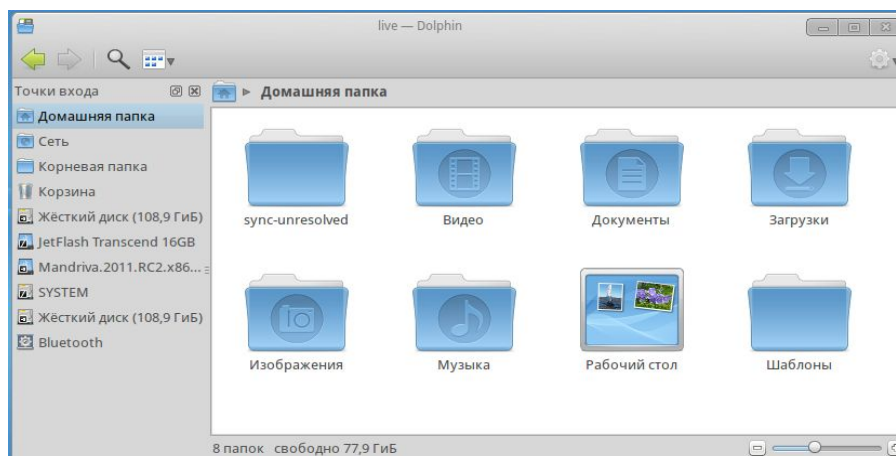 live — Dolphin
Точки входа
Домашняя папка
Домашняя папка
Сеть
Корневая папка
Корзина
Жёсткий диск (108,9 ГиБ)
JetFlash Transcend 16GB
Mandriva.2011.RC2.x86...
SYSTEM
Жёсткий диск (108,9 ГиБ)
Bluetooth
sync-unresolved
Видео
Документы
Загрузки
Изображения
Музыка
Рабочий стол
Шаблоны
8 папок свободно 77,9 ГиБ